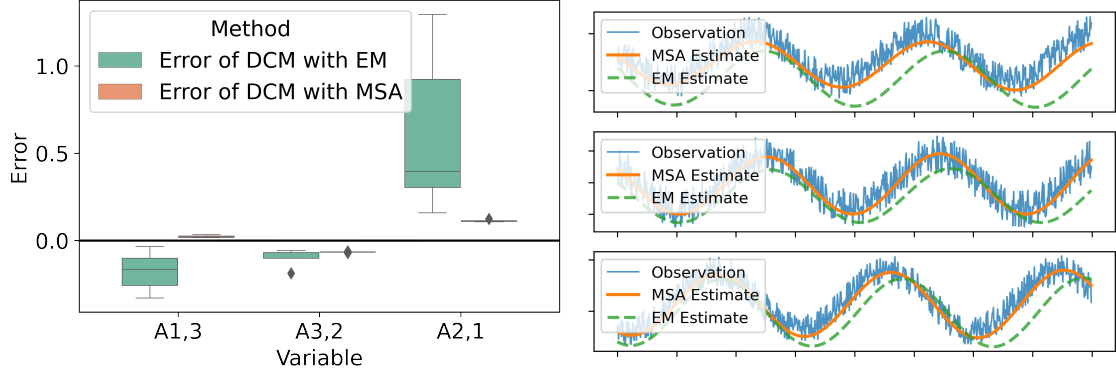 Method
Error of DCM with EM
Error of DCM with MSA
1.0
0.5
0.0
Error
A1,3
A3,2
A2,1
Variable
Observation
MSA Estimate
EM Estimate
Observation
MSA Estimate
EM Estimate
Observation
MSA Estimate
EM Estimate